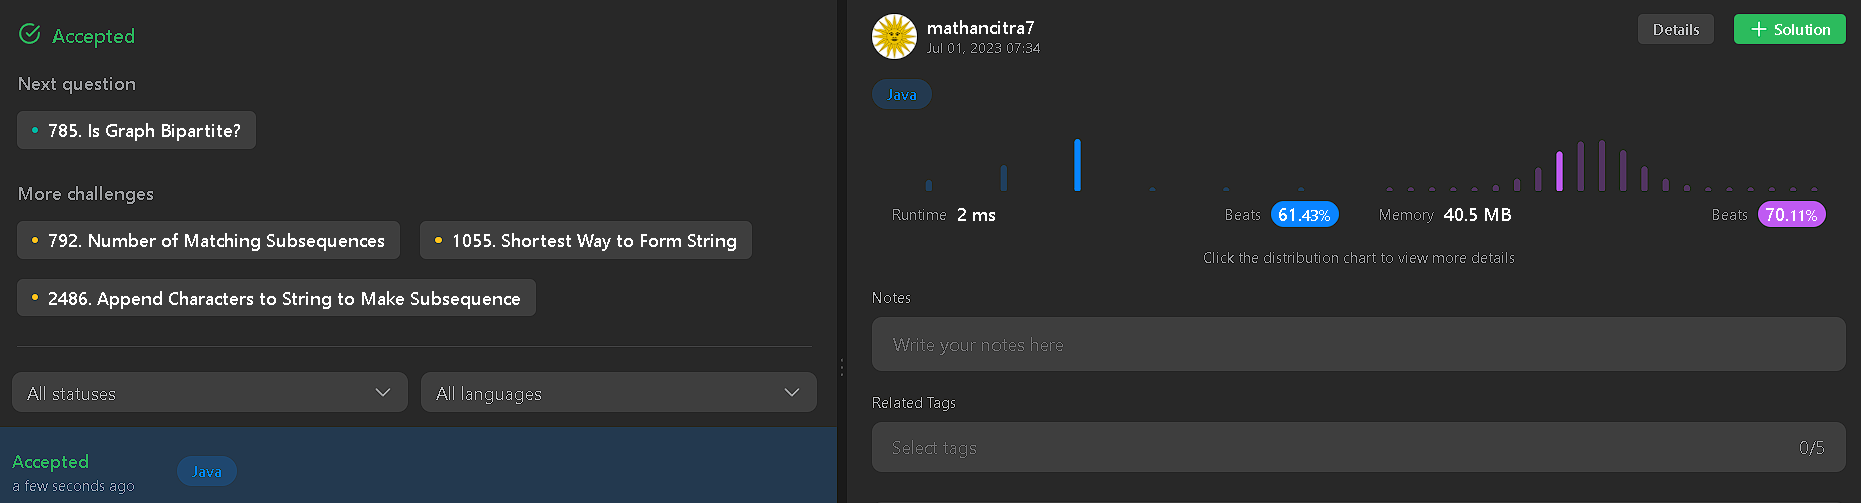 Accepted
Next question
785. Is Graph Bipartite?
More challenges
792. Number of Matching Subsequences
1055. Shortest Way to Form String
2486. Append Characters to String to Make Subsequence
All statuses
All languages
Accepted
a few seconds ago
Java
mathancitra7
Jul 01, 2023 07:34
Details
Solution
Java
Runtime 2 ms
Beats 61.43%
Memory 40.5 MB
Beats 70.11%
Click the distribution chart to view more details
Notes
Write your notes here
Related Tags
Select tags
0/5